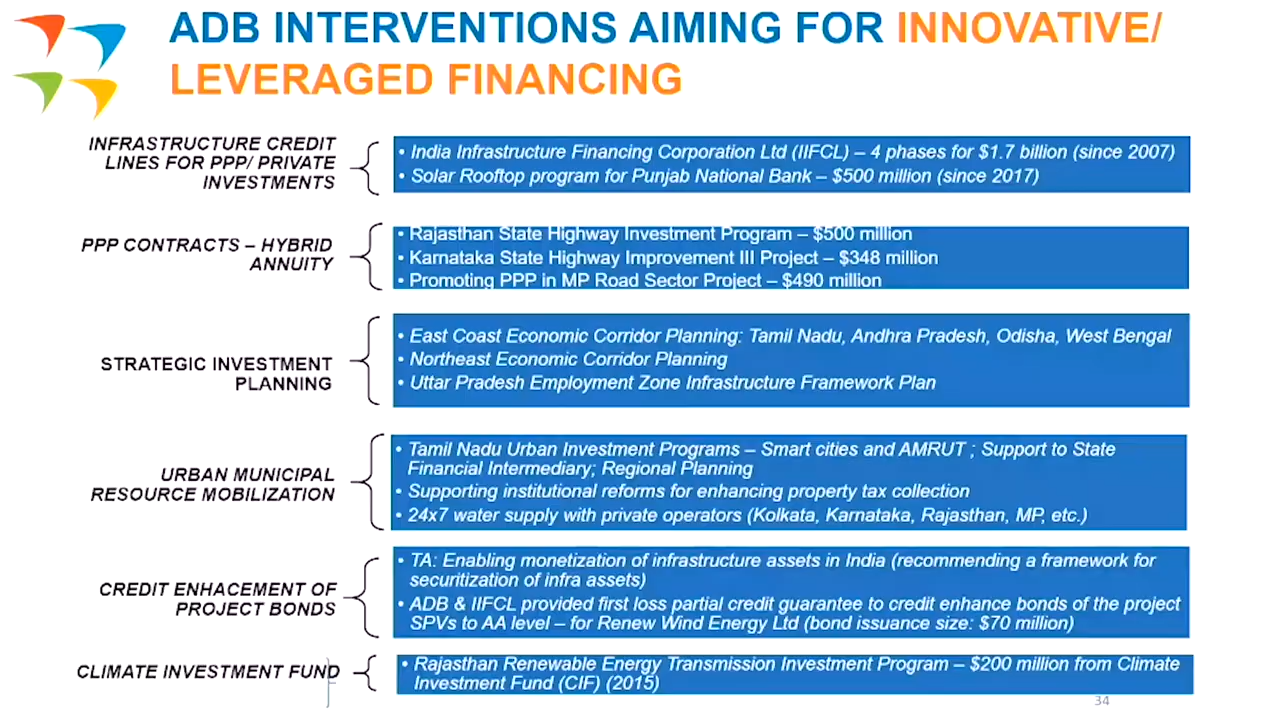 ADB INTERVENTIONS AIMING FOR INNOVATIVE/
LEVERAGED FINANCING
INFRASTRUCTURE CREDIT
LINES FOR PPP/ PRIVATE
INVESTMENTS
• India Infrastructure Financing Corporation Ltd (IIFCL) – 4 phases for $1.7 billion (since 2007)
• Solar Rooftop program for Punjab National Bank – $500 million (since 2017)
PPP CONTRACTS – HYBRID
ANNUITY
• Rajasthan State Highway Investment Program – $500 million
• Karnataka State Highway Improvement III Project – $348 million
• Promoting PPP in MP Road Sector Project – $490 million
STRATEGIC INVESTMENT
PLANNING
• East Coast Economic Corridor Planning: Tamil Nadu, Andhra Pradesh, Odisha, West Bengal
• Northeast Economic Corridor Planning
• Uttar Pradesh Employment Zone Infrastructure Framework Plan
URBAN MUNICIPAL
RESOURCE MOBILIZATION
• Tamil Nadu Urban Investment Programs – Smart cities and AMRUT ; Support to State
Financial Intermediary; Regional Planning
• Supporting institutional reforms for enhancing property tax collection
• 24x7 water supply with private operators (Kolkata, Karnataka, Rajasthan, MP, etc.)
CREDIT ENHACEMENT OF
PROJECT BONDS
• TA: Enabling monetization of infrastructure assets in India (recommending a framework for
securitization of infra assets)
• ADB & IIFCL provided first loss partial credit guarantee to credit enhance bonds of the project
SPVs to AA level – for Renew Wind Energy Ltd (bond issuance size: $70 million)
CLIMATE INVESTMENT FUND
• Rajasthan Renewable Energy Transmission Investment Program – $200 million from Climate
Investment Fund (CIF) (2015)
34